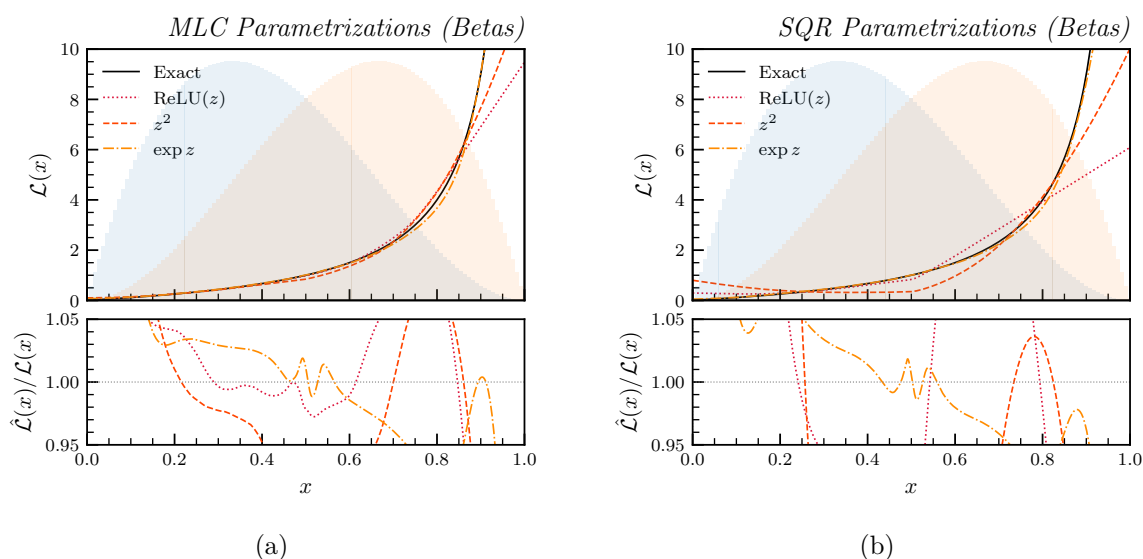 MLC Parametrizations (Betas)
10
8
6
4
2
0
ℒ(x)
Exact
ReLU(z)
z²
exp z
1.05
1.00
0.95
ℒ̂(x)/ℒ(x)
0.0 0.2 0.4 0.6 0.8 1.0
x
(a)
SQR Parametrizations (Betas)
10
8
6
4
2
0
ℒ(x)
Exact
ReLU(z)
z²
exp z
1.05
1.00
0.95
ℒ̂(x)/ℒ(x)
0.0 0.2 0.4 0.6 0.8 1.0
x
(b)